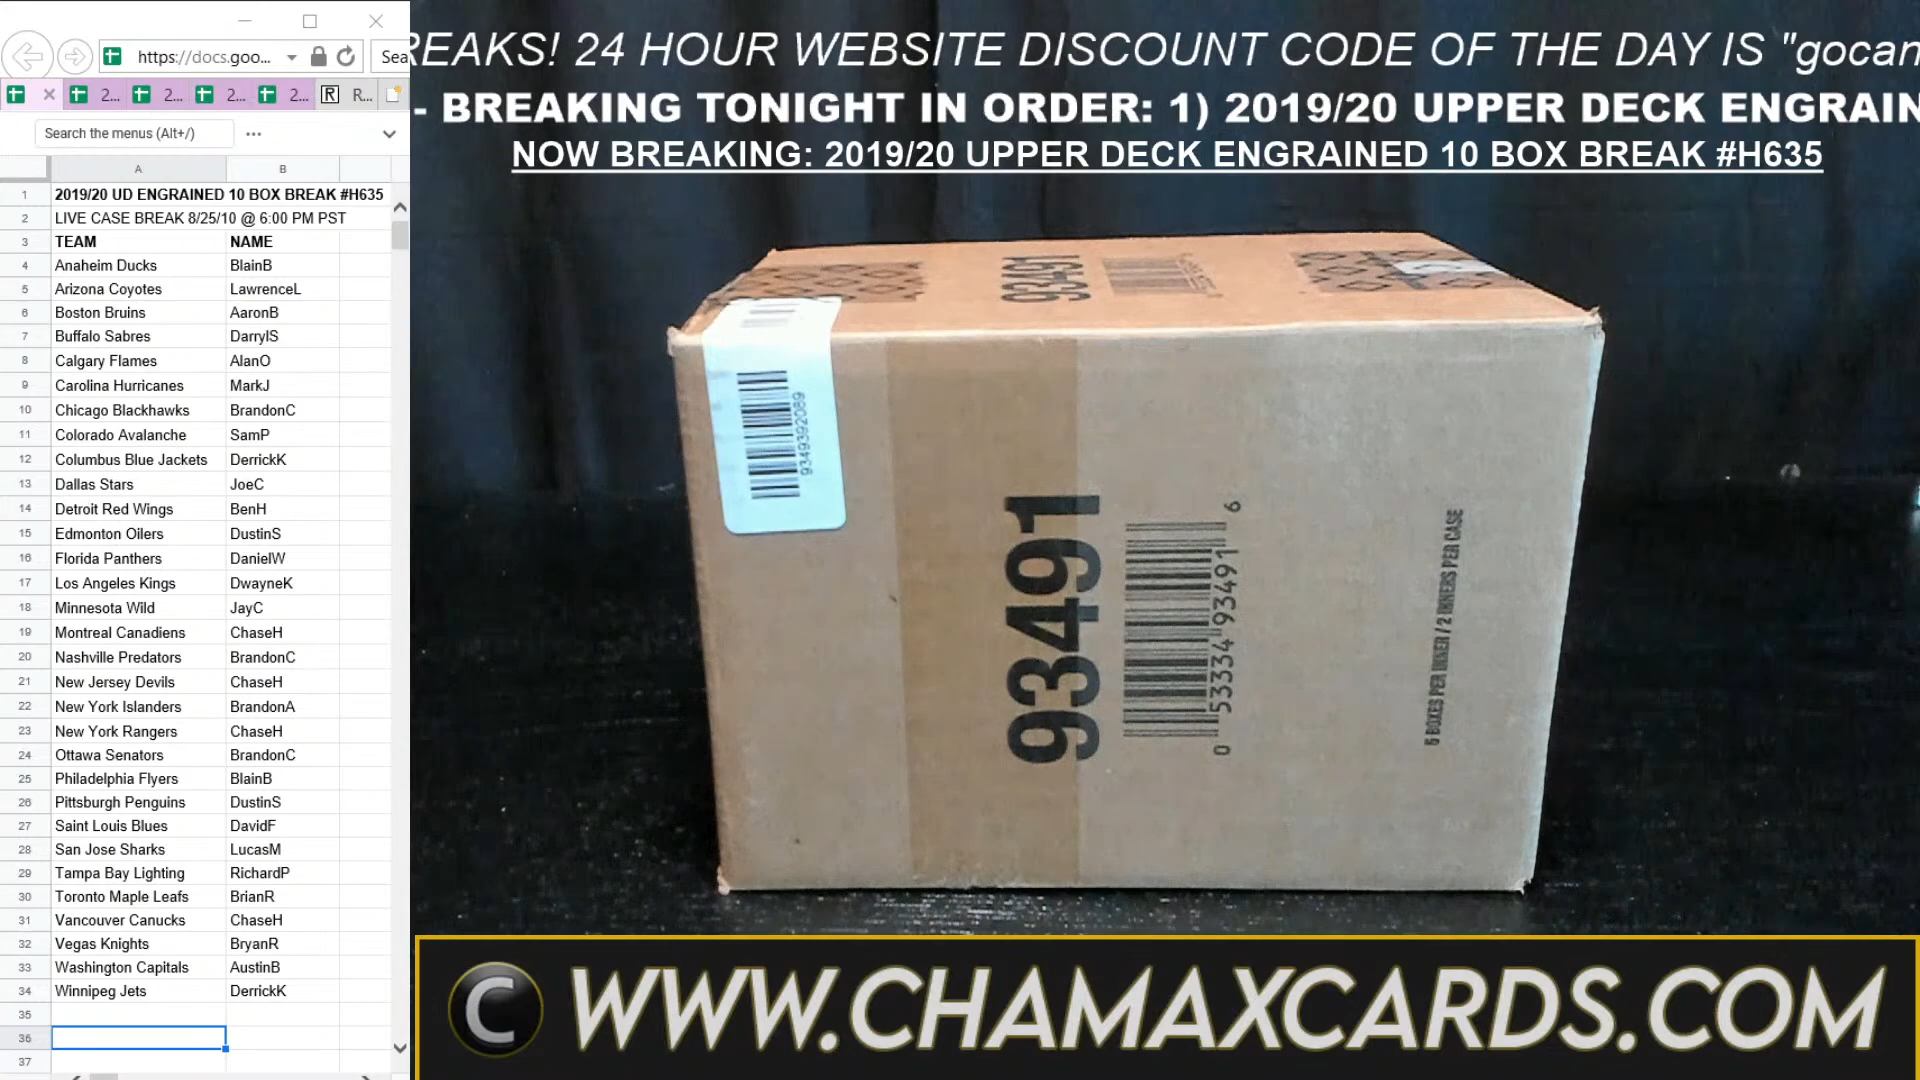 https://docs.goo...
Sea
2...
2...
2...
2...
R
R...
Search the menus (Alt+/)
A B
1 2019/20 UD ENGRAINED 10 BOX BREAK #H635
2 LIVE CASE BREAK 8/25/10 @ 6:00 PM PST
3 TEAM NAME
4 Anaheim Ducks BlainB
5 Arizona Coyotes LawrenceL
6 Boston Bruins AaronB
7 Buffalo Sabres DarrylS
8 Calgary Flames AlanO
9 Carolina Hurricanes MarkJ
10 Chicago Blackhawks BrandonC
11 Colorado Avalanche SamP
12 Columbus Blue Jackets DerrickK
13 Dallas Stars JoeC
14 Detroit Red Wings BenH
15 Edmonton Oilers DustinS
16 Florida Panthers DanielW
17 Los Angeles Kings DwayneK
18 Minnesota Wild JayC
19 Montreal Canadiens ChaseH
20 Nashville Predators BrandonC
21 New Jersey Devils ChaseH
22 New York Islanders BrandonA
23 New York Rangers ChaseH
24 Ottawa Senators BrandonC
25 Philadelphia Flyers BlainB
26 Pittsburgh Penguins DustinS
27 Saint Louis Blues DavidF
28 San Jose Sharks LucasM
29 Tampa Bay Lighting RichardP
30 Toronto Maple Leafs BrianR
31 Vancouver Canucks ChaseH
32 Vegas Knights BryanR
33 Washington Capitals AustinB
34 Winnipeg Jets DerrickK
35
36
37
REAKS! 24 HOUR WEBSITE DISCOUNT CODE OF THE DAY IS "gocan
- BREAKING TONIGHT IN ORDER: 1) 2019/20 UPPER DECK ENGRAIN
NOW BREAKING: 2019/20 UPPER DECK ENGRAINED 10 BOX BREAK #H635
93491
9349392089
93491
0 53334 93491 6
5 BOXES PER INNER / 2 INNERS PER CASE
C WWW.CHAMAXCARDS.COM